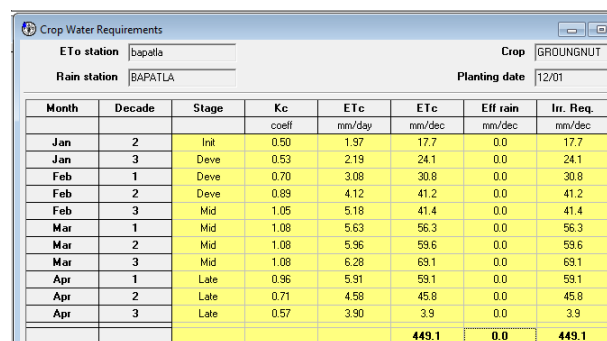 Crop Water Requirements
ETo station bapatla Crop GROUNGNUT
Rain station BAPATLA Planting date 12/01
Month Decade Stage Kc ETc ETc Eff rain Irr. Req.
coeff mm/day mm/dec mm/dec mm/dec
Jan 2 Init 0.50 1.97 17.7 0.0 17.7
Jan 3 Deve 0.53 2.19 24.1 0.0 24.1
Feb 1 Deve 0.70 3.08 30.8 0.0 30.8
Feb 2 Deve 0.89 4.12 41.2 0.0 41.2
Feb 3 Mid 1.05 5.18 41.4 0.0 41.4
Mar 1 Mid 1.08 5.63 56.3 0.0 56.3
Mar 2 Mid 1.08 5.96 59.6 0.0 59.6
Mar 3 Mid 1.08 6.28 69.1 0.0 69.1
Apr 1 Late 0.96 5.91 59.1 0.0 59.1
Apr 2 Late 0.71 4.58 45.8 0.0 45.8
Apr 3 Late 0.57 3.90 3.9 0.0 3.9
449.1 0.0 449.1